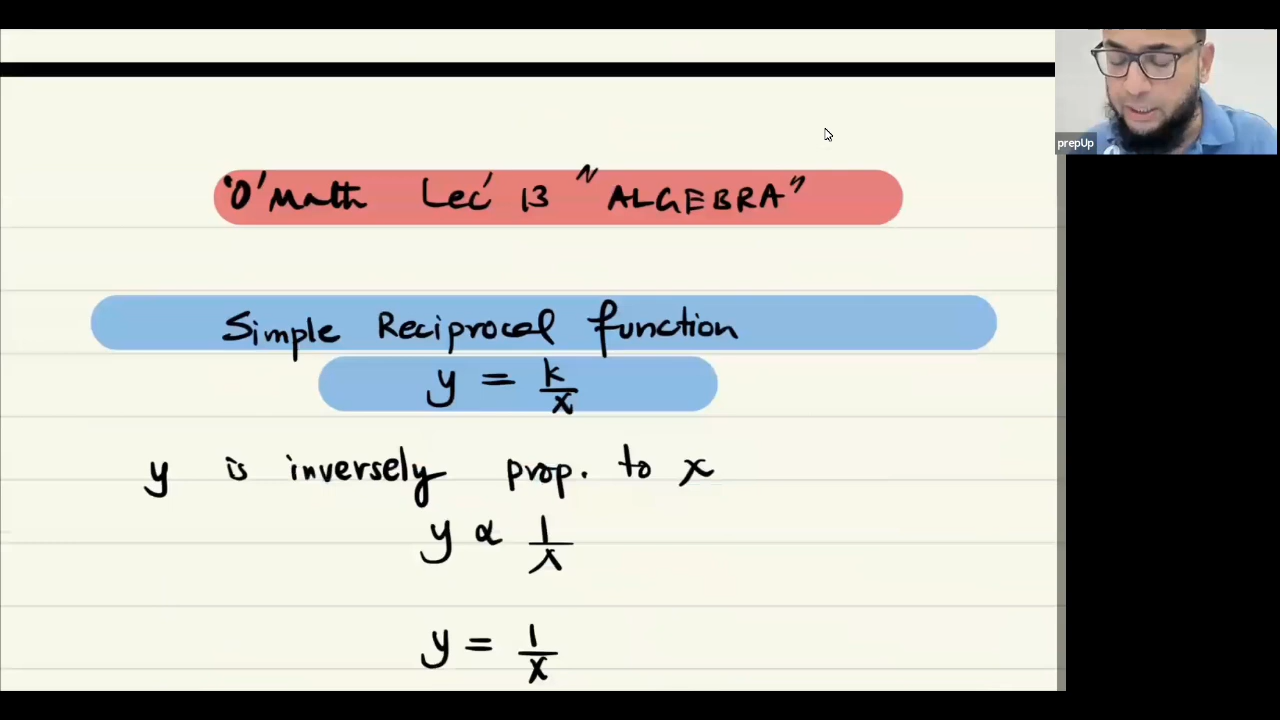 'O' Math Lec' 13 "ALGEBRA"
Simple Reciprocal function
y = k/x
y is inversely prop. to x
y ∝ 1/x
y = 1/x
prepUp